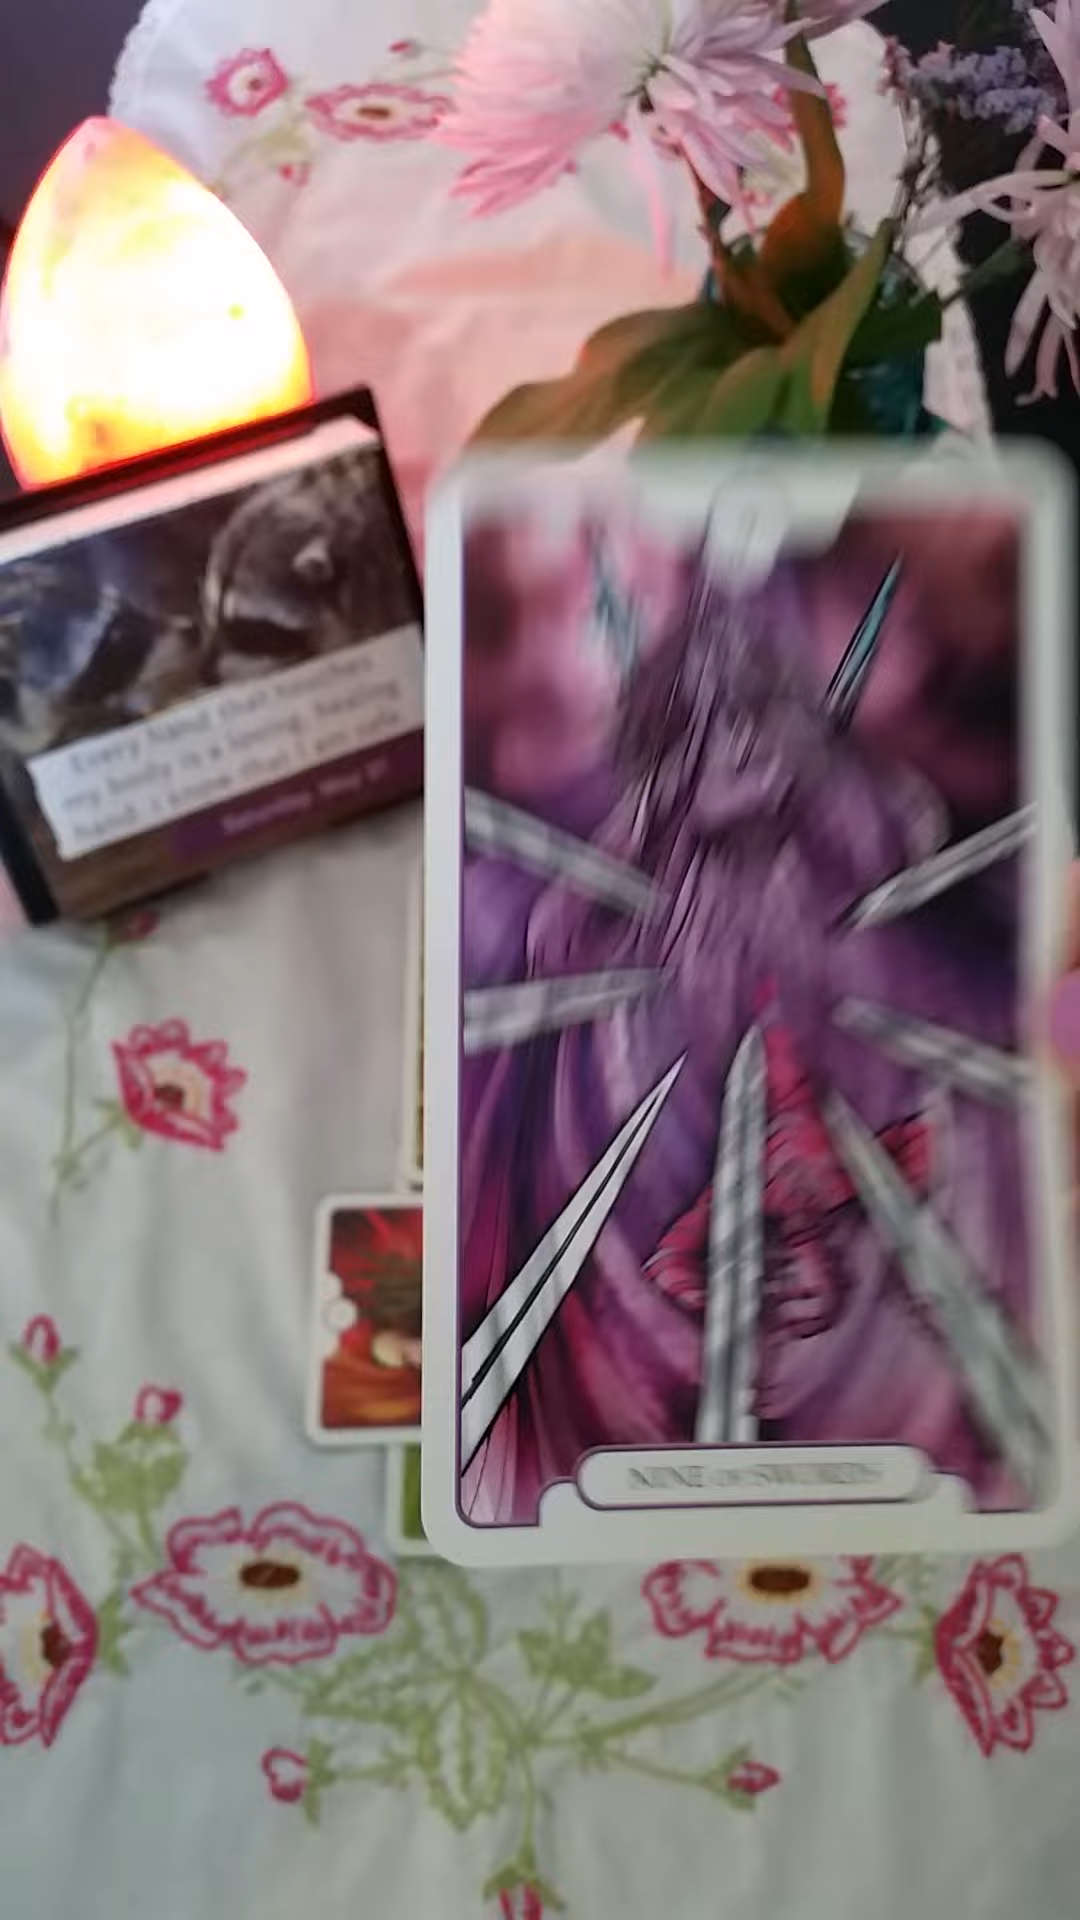 Every hand that touches
my body is a loving, healing
hand. I know that I am safe.
NINE OF SWORDS